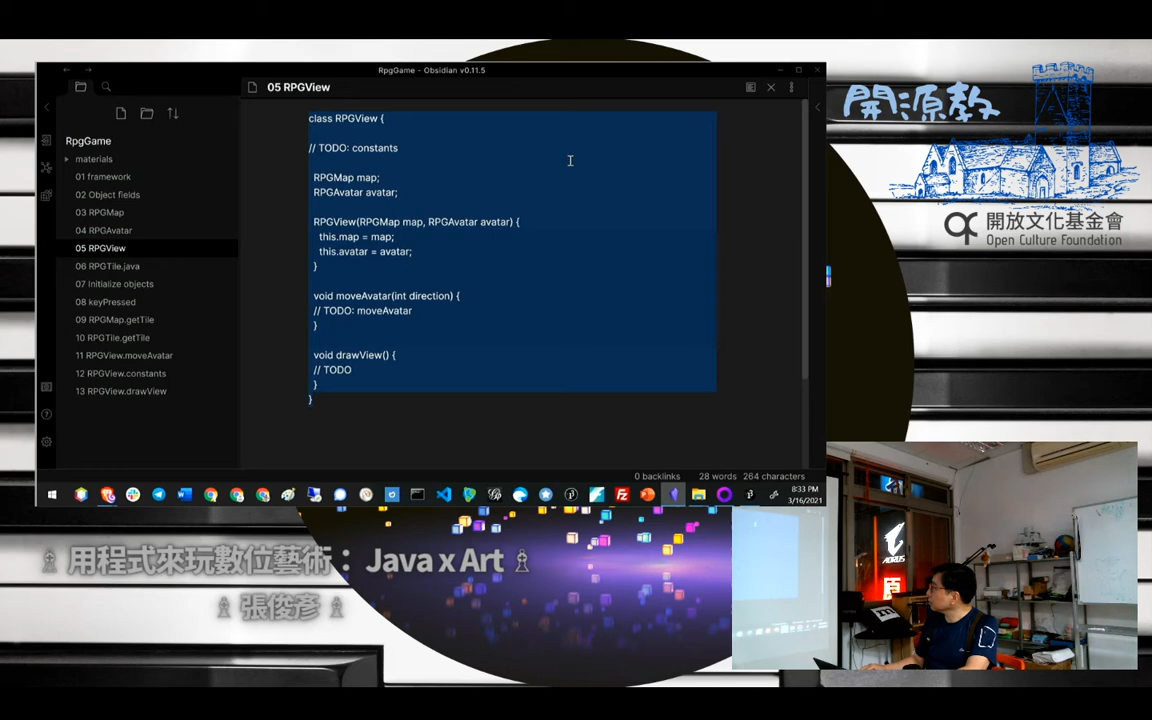 RpgGame - Obsidian v0.11.5
05 RPGView
RpgGame
materials
01 framework
02 Object fields
03 RPGMap
04 RPGAvatar
05 RPGView
06 RPGTile.java
07 Initialize objects
08 keyPressed
09 RPGMap.getTile
10 RPGTile.getTile
11 RPGView.moveAvatar
12 RPGView.constants
13 RPGView.drawView
class RPGView {
// TODO: constants
RPGMap map;
RPGAvatar avatar;
RPGView(RPGMap map, RPGAvatar avatar) {
this.map = map;
this.avatar = avatar;
}
void moveAvatar(int direction) {
// TODO: moveAvatar
}
void drawView() {
// TODO
}
}
0 backlinks 28 words 264 characters
8:33 PM
3/16/2021
開源教
開放文化基金會
Open Culture Foundation
用程式來玩數位藝術： Java x Art
張俊彥
AORUS
原